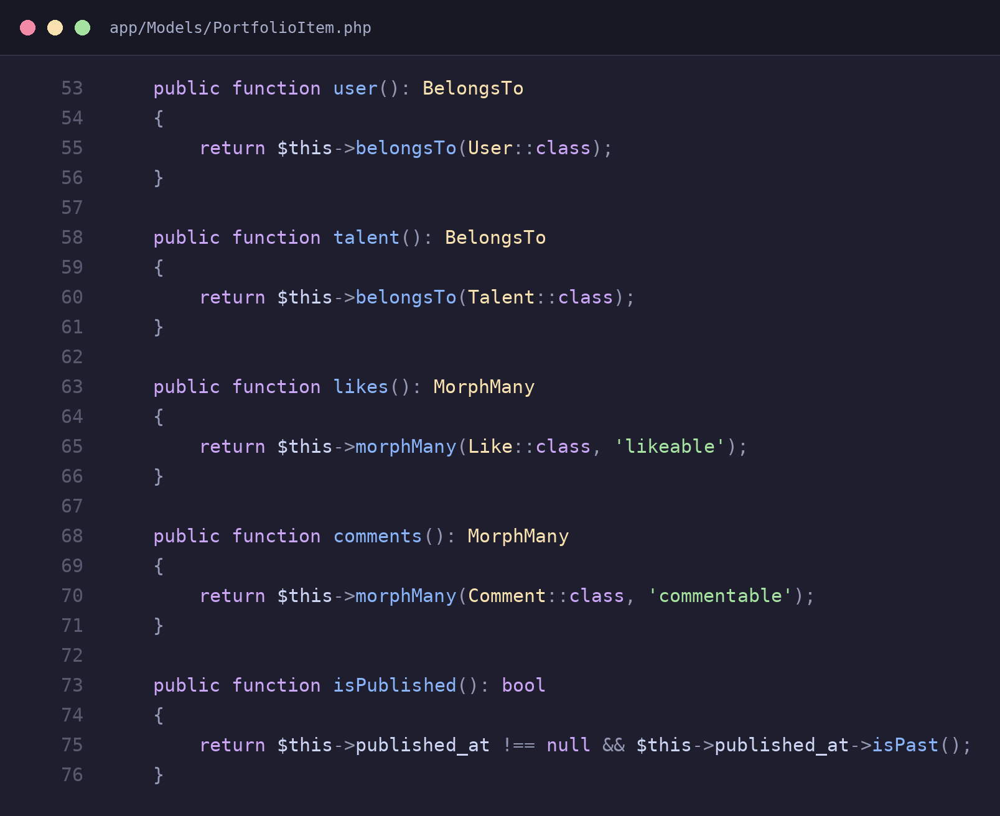 app/Models/PortfolioItem.php
53     public function user(): BelongsTo
54     {
55         return $this->belongsTo(User::class);
56     }
57
58     public function talent(): BelongsTo
59     {
60         return $this->belongsTo(Talent::class);
61     }
62
63     public function likes(): MorphMany
64     {
65         return $this->morphMany(Like::class, 'likeable');
66     }
67
68     public function comments(): MorphMany
69     {
70         return $this->morphMany(Comment::class, 'commentable');
71     }
72
73     public function isPublished(): bool
74     {
75         return $this->published_at !== null && $this->published_at->isPast();
76     }